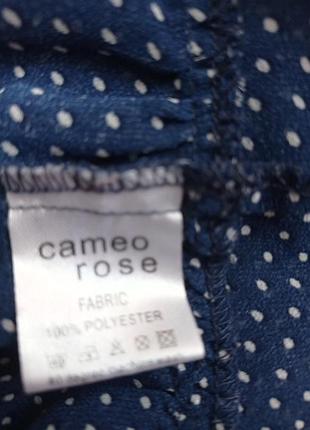 cameo
rose
FABRIC
100% POLYESTER